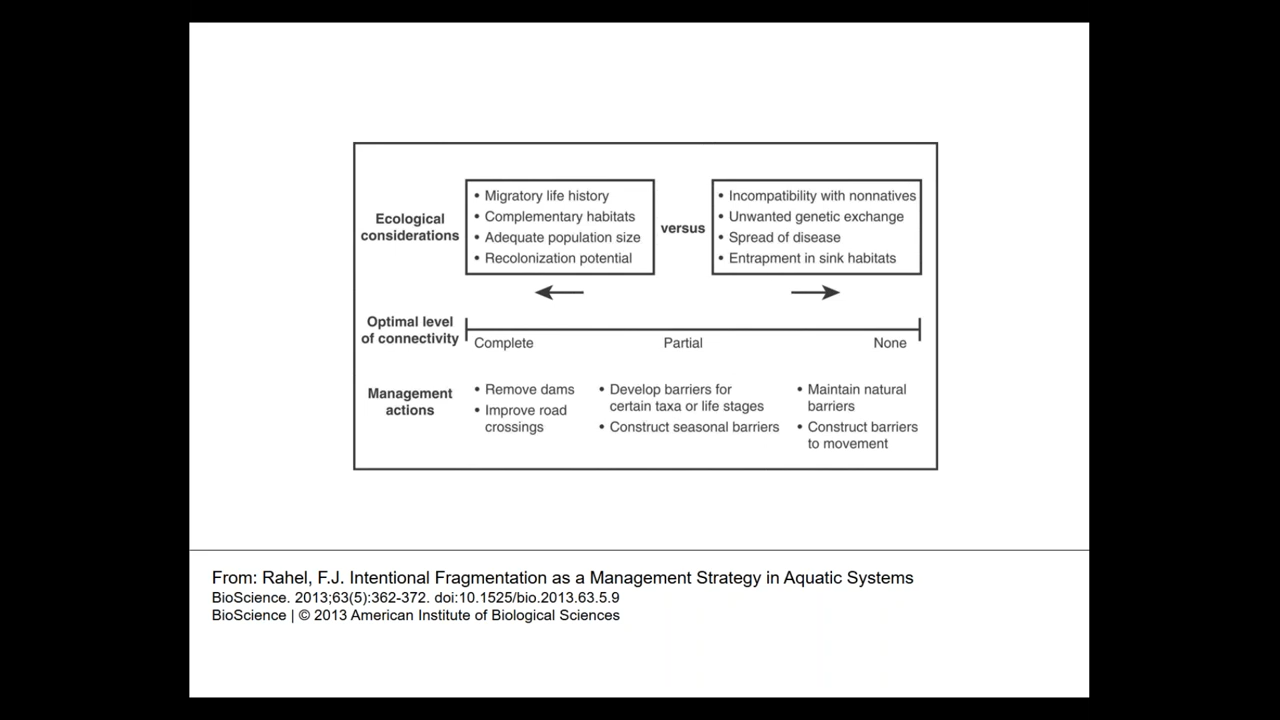 Ecological
considerations
• Migratory life history
• Complementary habitats
• Adequate population size
• Recolonization potential
versus
• Incompatibility with nonnatives
• Unwanted genetic exchange
• Spread of disease
• Entrapment in sink habitats
Optimal level
of connectivity
Complete
Partial
None
Management
actions
• Remove dams
• Improve road
crossings
• Develop barriers for
certain taxa or life stages
• Construct seasonal barriers
• Maintain natural
barriers
• Construct barriers
to movement
From: Rahel, F.J. Intentional Fragmentation as a Management Strategy in Aquatic Systems
BioScience. 2013;63(5):362-372. doi:10.1525/bio.2013.63.5.9
BioScience | © 2013 American Institute of Biological Sciences